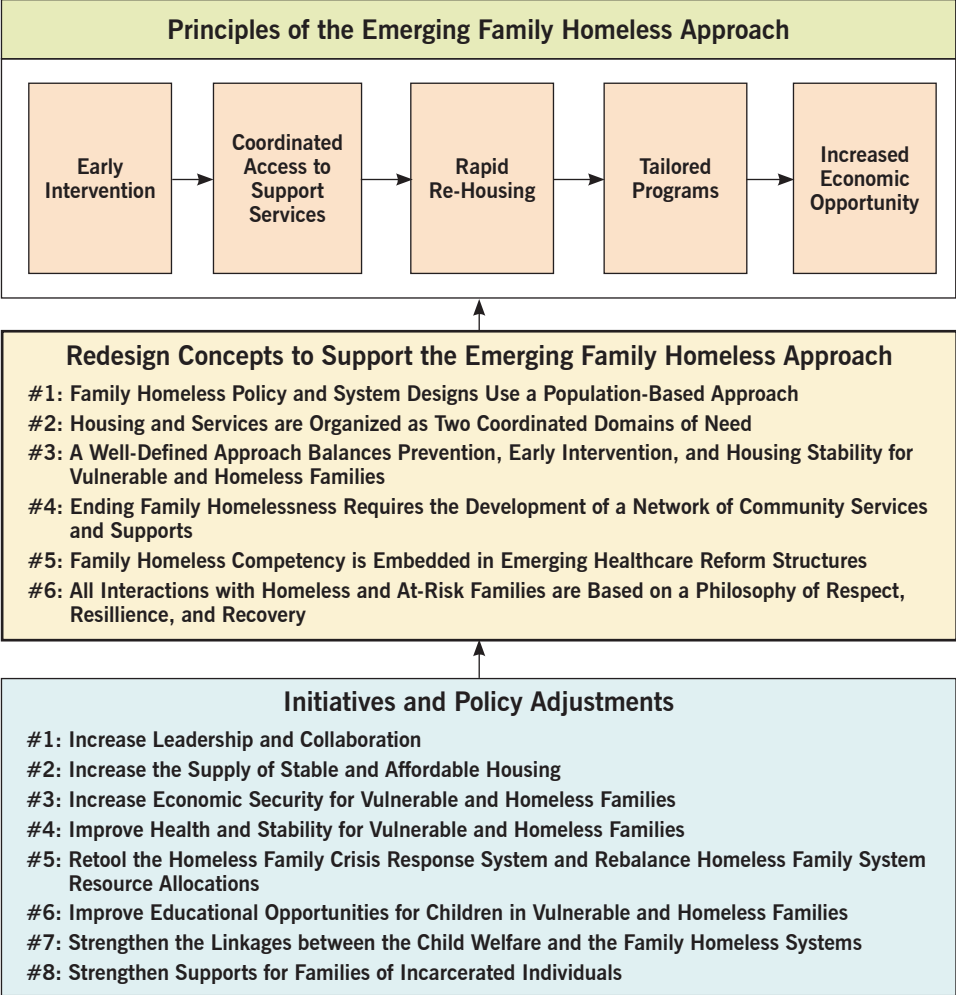 Principles of the Emerging Family Homeless Approach
Early
Intervention
Coordinated
Access to
Support
Services
Rapid
Re-Housing
Tailored
Programs
Increased
Economic
Opportunity
Redesign Concepts to Support the Emerging Family Homeless Approach
#1: Family Homeless Policy and System Designs Use a Population-Based Approach
#2: Housing and Services are Organized as Two Coordinated Domains of Need
#3: A Well-Defined Approach Balances Prevention, Early Intervention, and Housing Stability for
Vulnerable and Homeless Families
#4: Ending Family Homelessness Requires the Development of a Network of Community Services
and Supports
#5: Family Homeless Competency is Embedded in Emerging Healthcare Reform Structures
#6: All Interactions with Homeless and At-Risk Families are Based on a Philosophy of Respect,
Resillience, and Recovery
Initiatives and Policy Adjustments
#1: Increase Leadership and Collaboration
#2: Increase the Supply of Stable and Affordable Housing
#3: Increase Economic Security for Vulnerable and Homeless Families
#4: Improve Health and Stability for Vulnerable and Homeless Families
#5: Retool the Homeless Family Crisis Response System and Rebalance Homeless Family System
Resource Allocations
#6: Improve Educational Opportunities for Children in Vulnerable and Homeless Families
#7: Strengthen the Linkages between the Child Welfare and the Family Homeless Systems
#8: Strengthen Supports for Families of Incarcerated Individuals